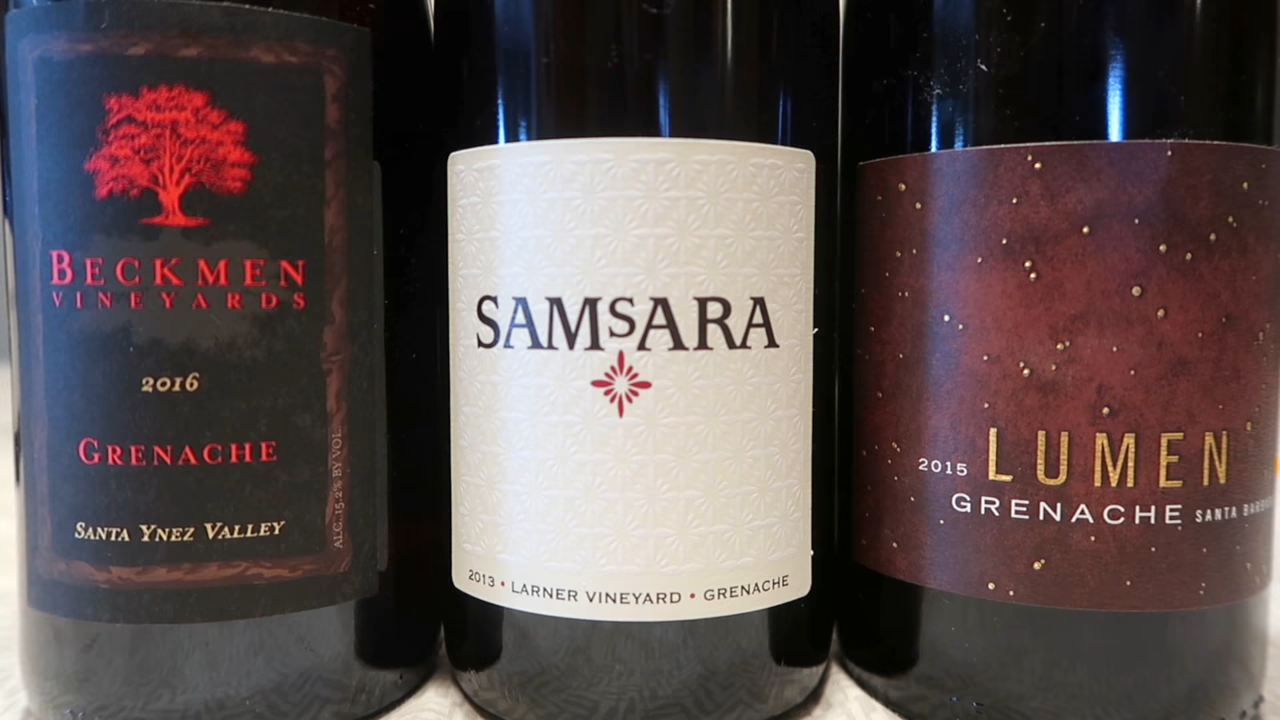 BECKMEN
VINEYARDS
2016
GRENACHE
SANTA YNEZ VALLEY
ALC. 15.2% BY VOL.
SAMSARA
2013 • LARNER VINEYARD • GRENACHE
2015 LUMEN
GRENACHE SANTA